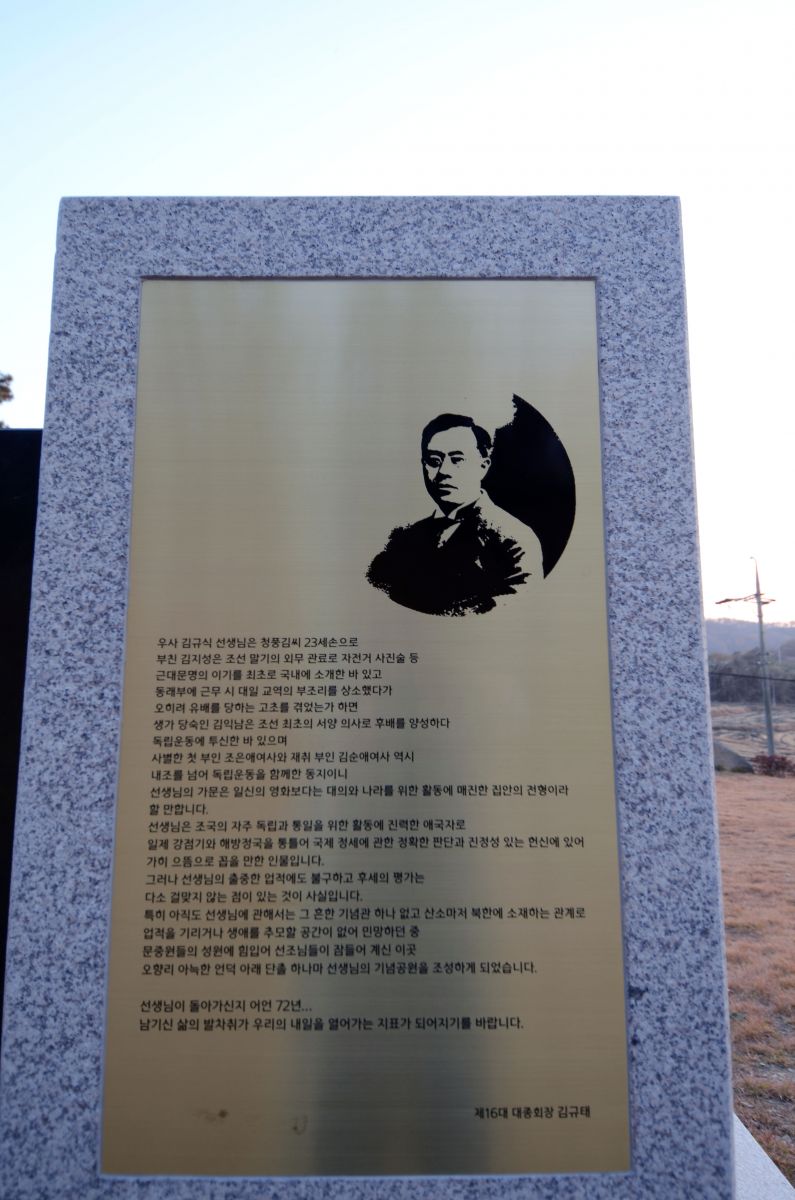 우사 김규식 선생님은 청풍김씨 23세손으로
부친 김지성은 조선 말기의 외무 관료로 자전거 사진술 등
근대문명의 이기를 최초로 국내에 소개한 바 있고
동래부에 근무 시 대일 교역의 부조리를 상소했다가
오히려 유배를 당하는 고초를 겪었는가 하면
생가 당숙인 김익남은 조선 최초의 서양 의사로 후배를 양성하다
독립운동에 투신한 바 있으며
사별한 첫 부인 조은애여사와 재취 부인 김순애여사 역시
내조를 넘어 독립운동을 함께한 동지이니
선생님의 가문은 일신의 영화보다는 대의와 나라를 위한 활동에 매진한 집안의 전형이라
할 만합니다.
선생님은 조국의 자주 독립과 통일을 위한 활동에 진력한 애국자로
일제 강점기와 해방정국을 통틀어 국제 정세에 관한 정확한 판단과 진정성 있는 헌신에 있어
가히 으뜸으로 꼽을 만한 인물입니다.
그러나 선생님의 출중한 업적에도 불구하고 후세의 평가는
다소 걸맞지 않는 점이 있는 것이 사실입니다.
특히 아직도 선생님에 관해서는 그 흔한 기념관 하나 없고 산소마저 북한에 소재하는 관계로
업적을 기리거나 생애를 추모할 공간이 없어 민망하던 중
문중원들의 성원에 힘입어 선조님들이 잠들어 계신 이곳
오향리 아늑한 언덕 아래 단출 하나마 선생님의 기념공원을 조성하게 되었습니다.
선생님이 돌아가신지 어언 72년...
남기신 삶의 발자취가 우리의 내일을 열어가는 지표가 되어지기를 바랍니다.
제16대 대종회장 김규태